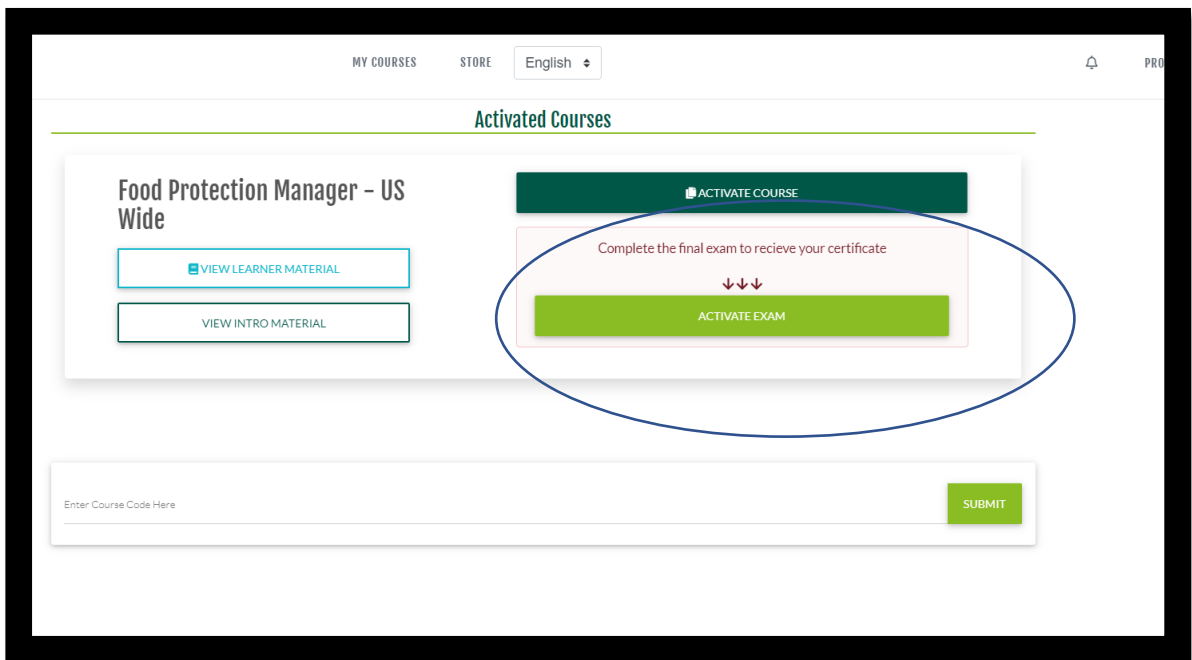 MY COURSES STORE English
Activated Courses
Food Protection Manager - US
Wide
VIEW LEARNER MATERIAL
VIEW INTRO MATERIAL
ACTIVATE COURSE
Complete the final exam to recieve your certificate
↓↓↓
ACTIVATE EXAM
Enter Course Code Here
SUBMIT